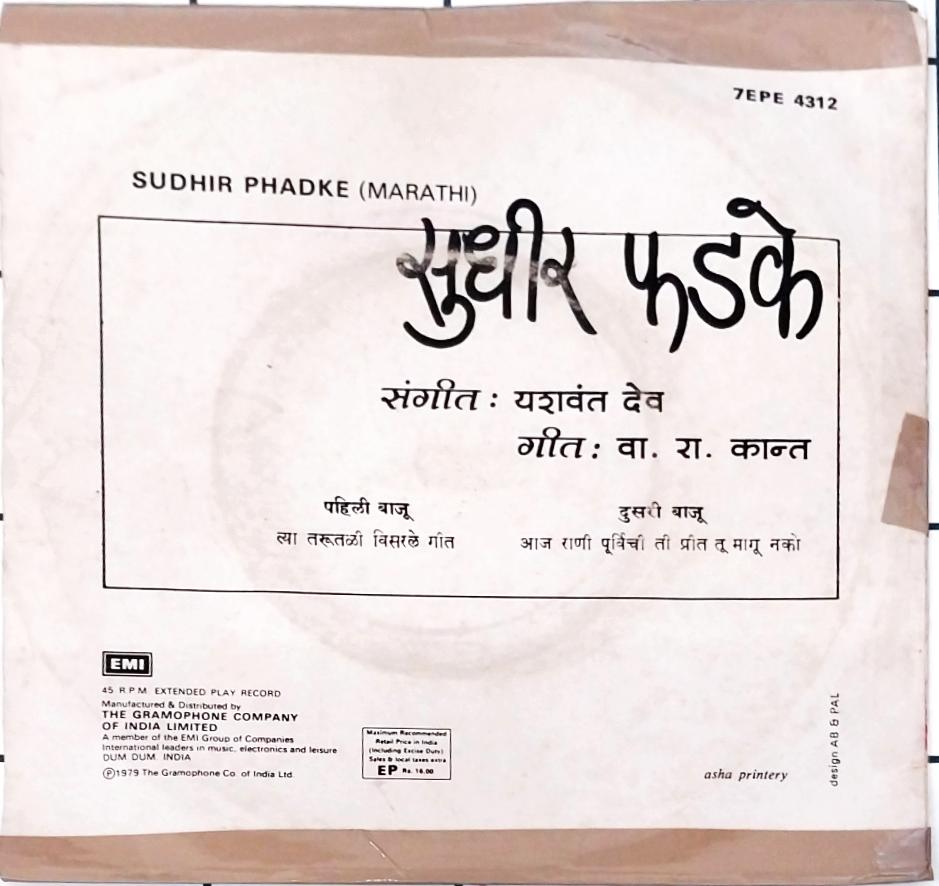 7EPE 4312
SUDHIR PHADKE (MARATHI)
सुधीर फडके
संगीत : यशवंत देव
गीत : वा. रा. कान्त
पहिली बाजू
त्या तरूतळी विसरले गीत
दुसरी बाजू
आज राणी पूर्विची ती प्रीत तू मागू नको
EMI
45 R.P.M. EXTENDED PLAY RECORD
Manufactured & Distributed by
THE GRAMOPHONE COMPANY
OF INDIA LIMITED
A member of the EMI Group of Companies
International leaders in music, electronics and leisure
DUM DUM. INDIA
Ⓟ1979 The Gramophone Co. of India Ltd.
Maximum Recommended
Retail Price in India
(Including Excise Duty)
Sales & local taxes extra
EP Rs. 16.00
asha printery
design AB & PAL